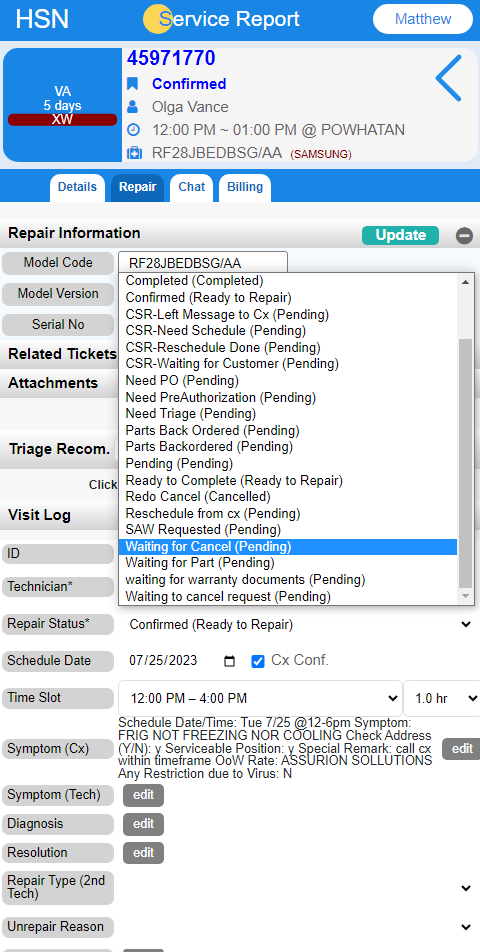 HSN
Service Report
Matthew
VA
5 days
XW
45971770
Confirmed
Olga Vance
12:00 PM ~ 01:00 PM @ POWHATAN
RF28JBEDBSG/AA (SAMSUNG)
Details
Repair
Chat
Billing
Repair Information
Update
Model Code
RF28JBEDBSG/AA
Model Version
Serial No
Related Tickets
Attachments
Triage Recom.
Click
Visit Log
ID
Technician*
Completed (Completed)
Confirmed (Ready to Repair)
CSR-Left Message to Cx (Pending)
CSR-Need Schedule (Pending)
CSR-Reschedule Done (Pending)
CSR-Waiting for Customer (Pending)
Need PO (Pending)
Need PreAuthorization (Pending)
Need Triage (Pending)
Parts Back Ordered (Pending)
Parts Backordered (Pending)
Pending (Pending)
Ready to Complete (Ready to Repair)
Redo Cancel (Cancelled)
Reschedule from cx (Pending)
SAW Requested (Pending)
Waiting for Cancel (Pending)
Waiting for Part (Pending)
waiting for warranty documents (Pending)
Waiting to cancel request (Pending)
Repair Status*
Confirmed (Ready to Repair)
Schedule Date
07/25/2023
Cx Conf.
Time Slot
12:00 PM – 4:00 PM
1.0 hr
Symptom (Cx)
Schedule Date/Time: Tue 7/25 @12-6pm Symptom:
FRIG NOT FREEZING NOR COOLING Check Address
(Y/N): y Serviceable Position: y Special Remark: call cx
within timeframe OoW Rate: ASSURION SOLLUTIONS
Any Restriction due to Virus: N
edit
Symptom (Tech)
edit
Diagnosis
edit
Resolution
edit
Repair Type (2nd
Tech)
Unrepair Reason